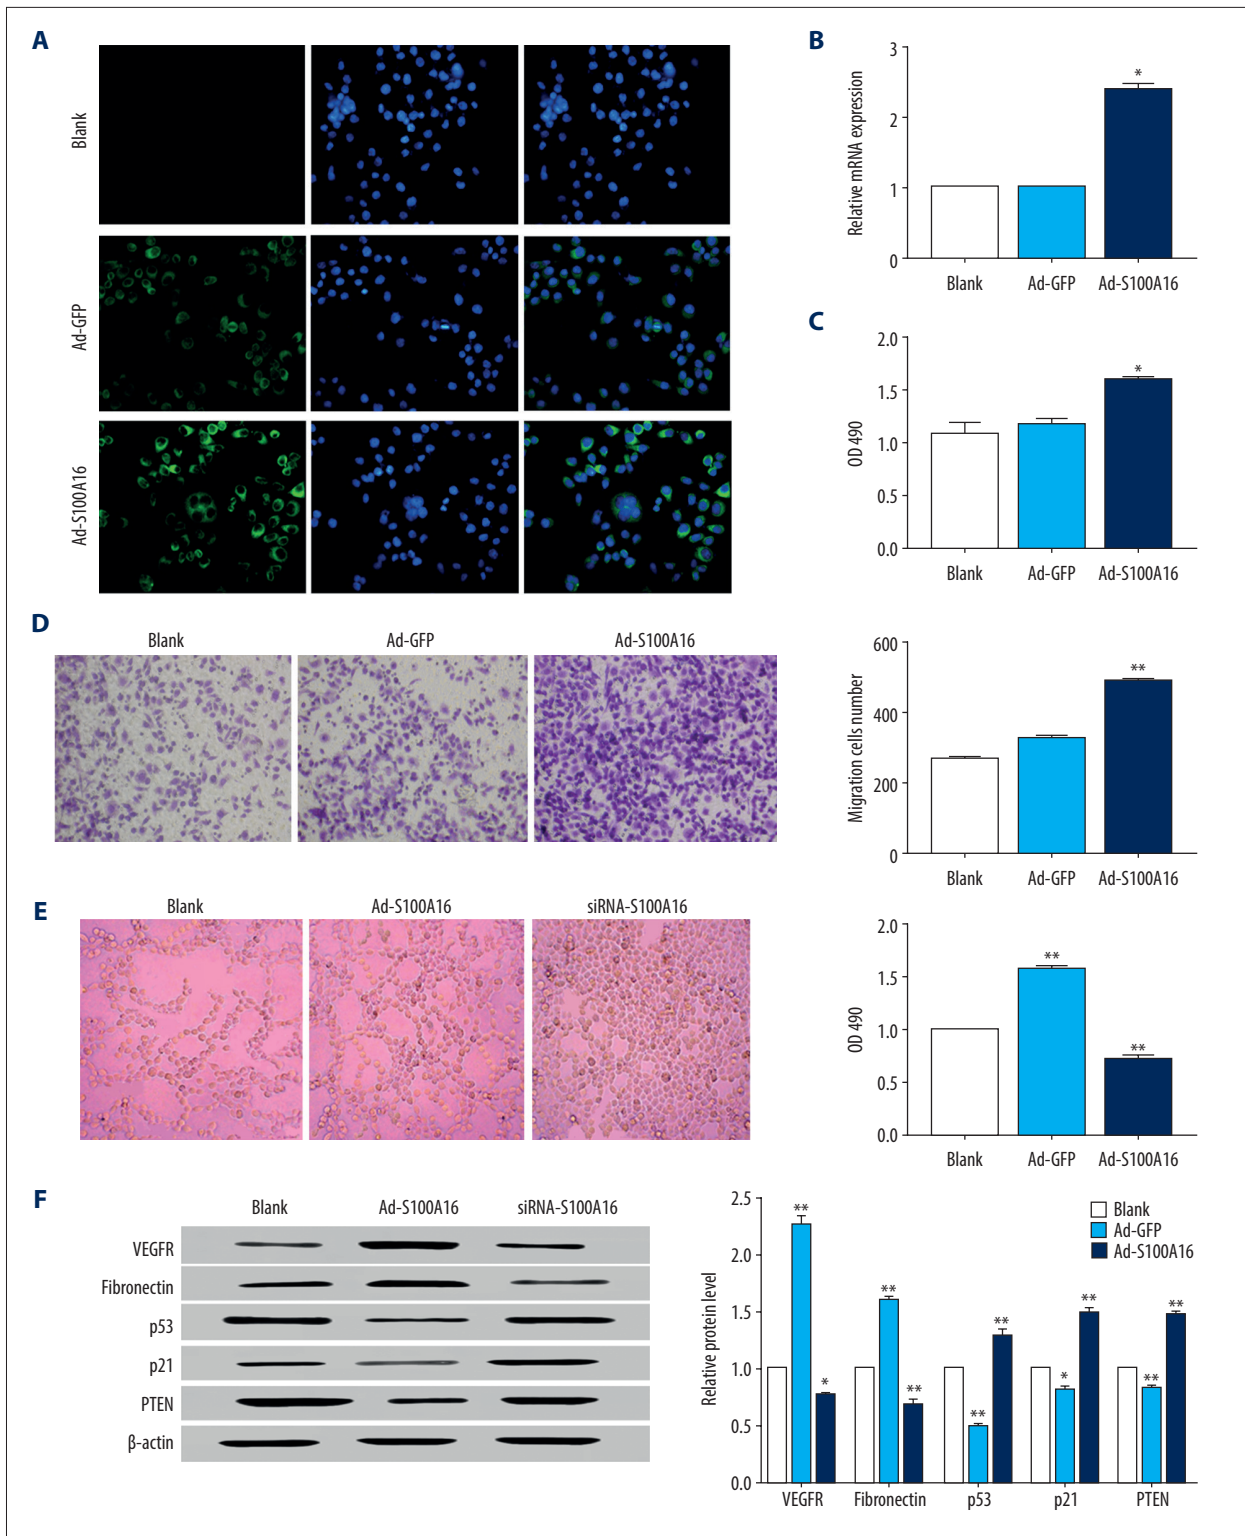 A
Blank
Ad-GFP
Ad-S100A16
B
Relative mRNA expression
3
2
1
0
*
Blank Ad-GFP Ad-S100A16
C
OD 490
2.0
1.5
1.0
0.5
0.0
*
Blank Ad-GFP Ad-S100A16
D
Blank Ad-GFP Ad-S100A16
Migration cells number
600
400
200
0
**
Blank Ad-GFP Ad-S100A16
E
Blank Ad-S100A16 siRNA-S100A16
OD 490
2.0
1.5
1.0
0.5
0.0
** **
Blank Ad-GFP Ad-S100A16
F
Blank Ad-S100A16 siRNA-S100A16
VEGFR
Fibronectin
p53
p21
PTEN
β-actin
Relative protein level
2.5
2.0
1.5
1.0
0.5
0.0
Blank
Ad-GFP
Ad-S100A16
** * ** ** ** ** * ** ** **
VEGFR Fibronectin p53 p21 PTEN